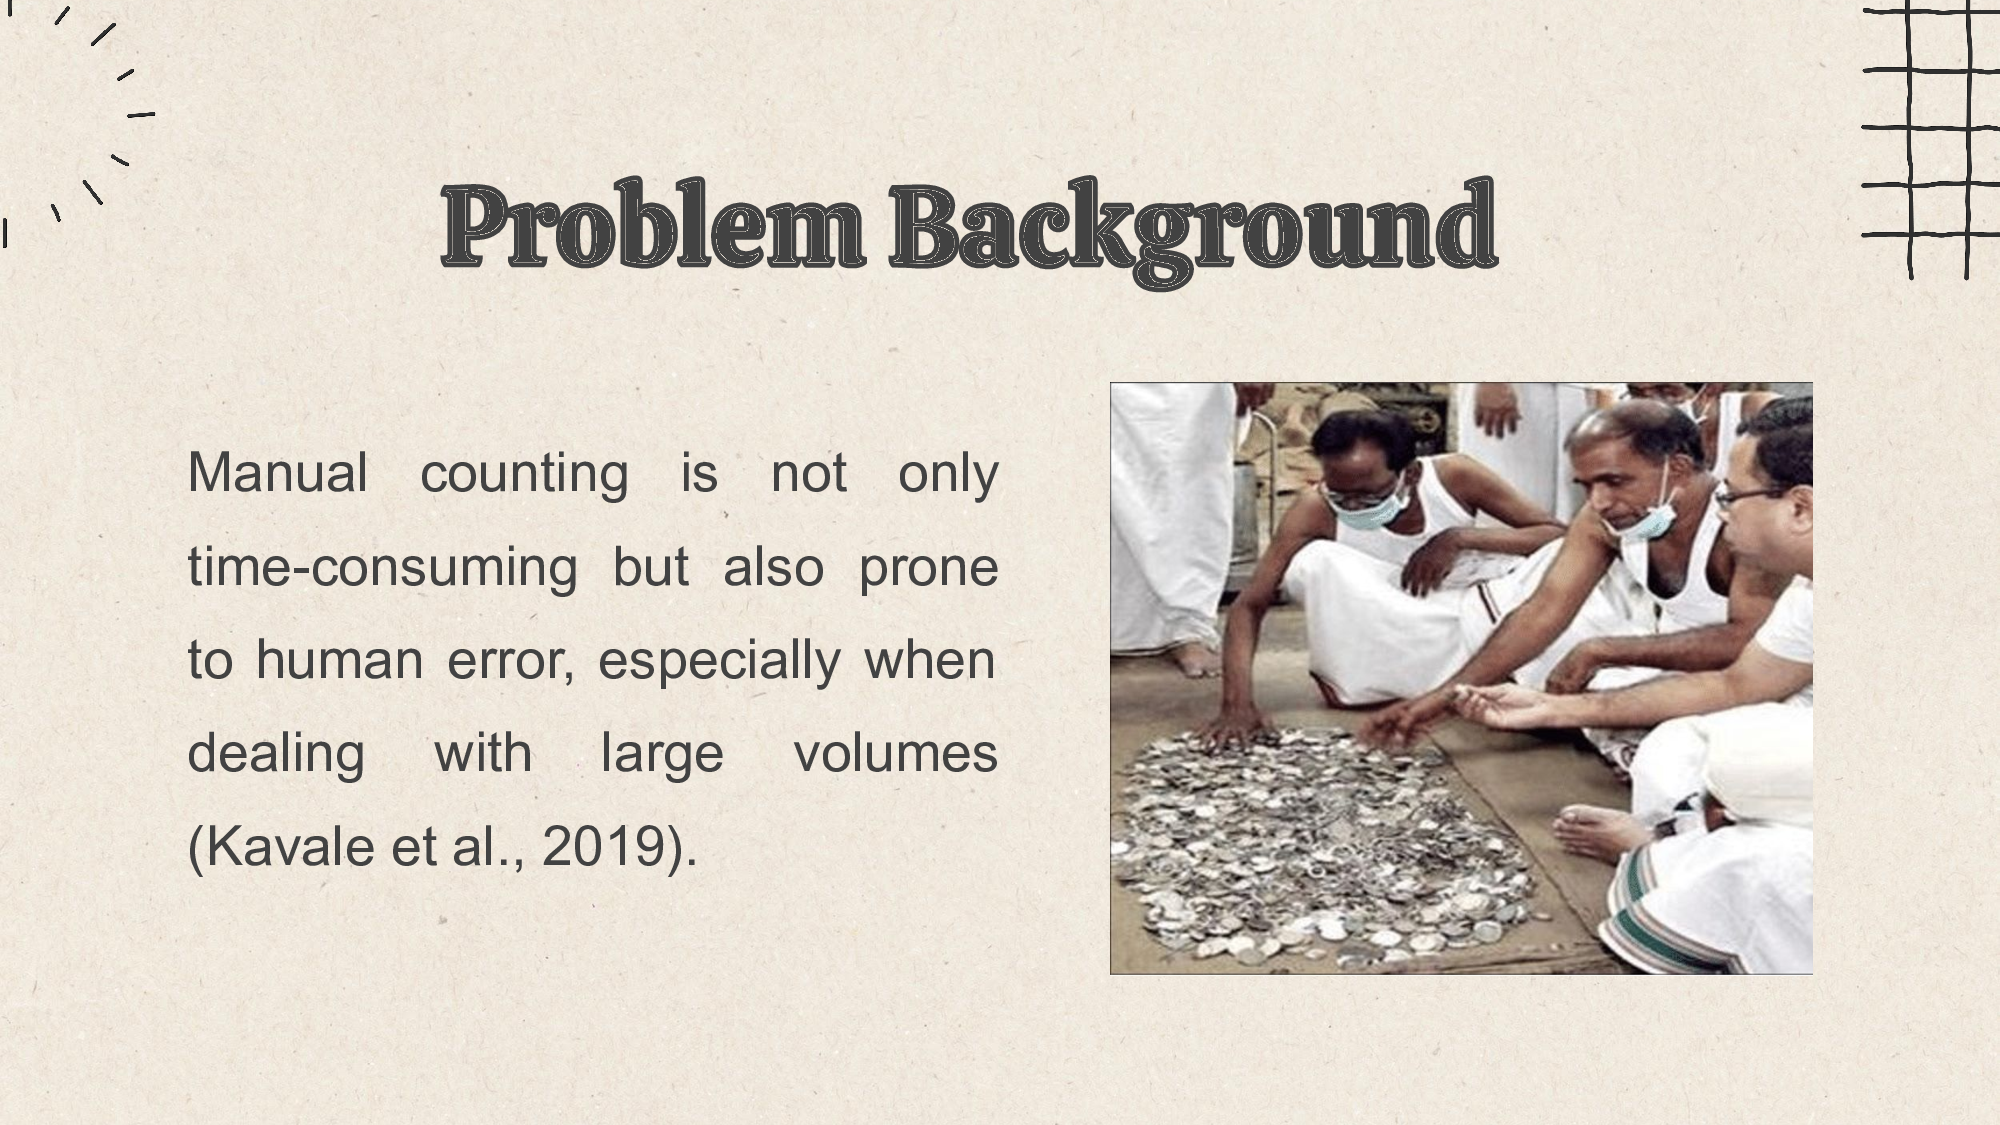 Problem Background
Manual counting is not only
time-consuming but also prone
to human error, especially when
dealing with large volumes
(Kavale et al., 2019).